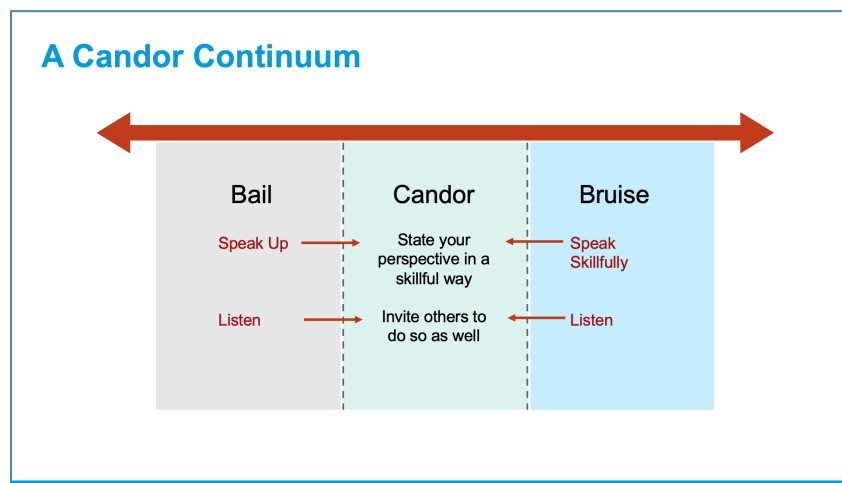 A Candor Continuum
Bail
Candor
Bruise
Speak Up
State your
perspective in a
skillful way
Speak
Skillfully
Listen
Invite others to
do so as well
Listen